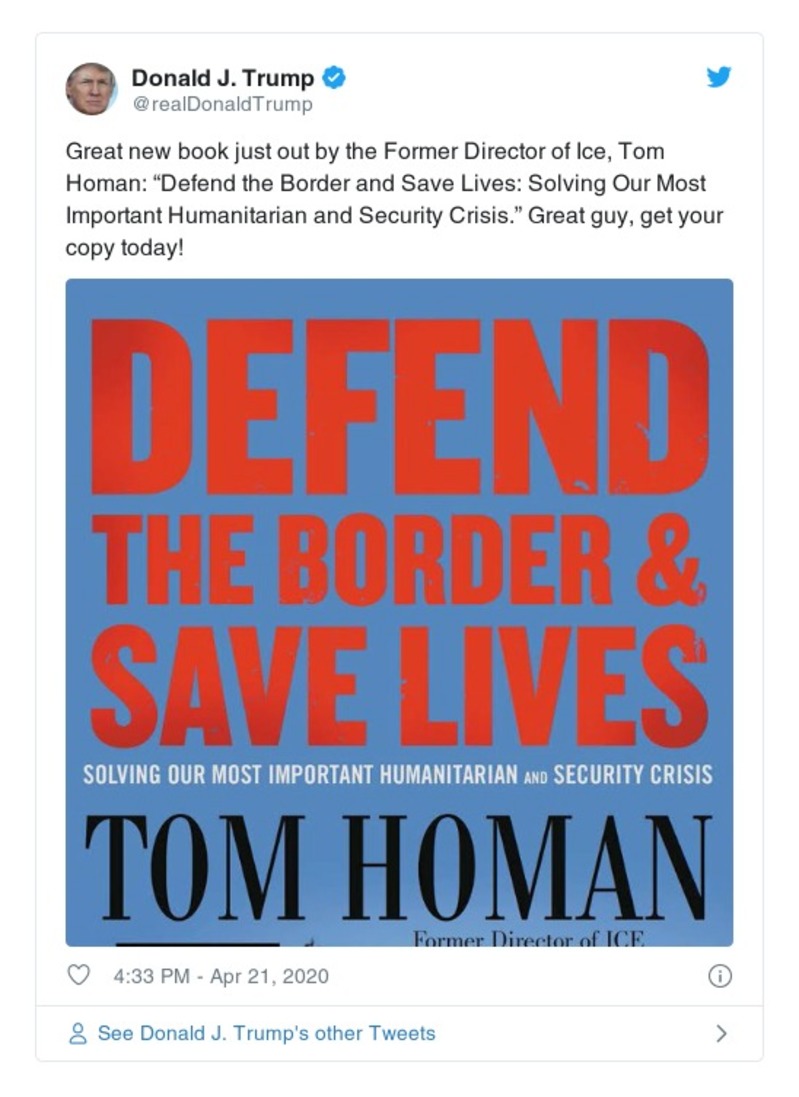 Donald J. Trump
@realDonaldTrump
Great new book just out by the Former Director of Ice, Tom
Homan: “Defend the Border and Save Lives: Solving Our Most
Important Humanitarian and Security Crisis.” Great guy, get your
copy today!
DEFEND
THE BORDER &
SAVE LIVES
SOLVING OUR MOST IMPORTANT HUMANITARIAN AND SECURITY CRISIS
TOM HOMAN
Former Director of ICE
4:33 PM - Apr 21, 2020
See Donald J. Trump's other Tweets